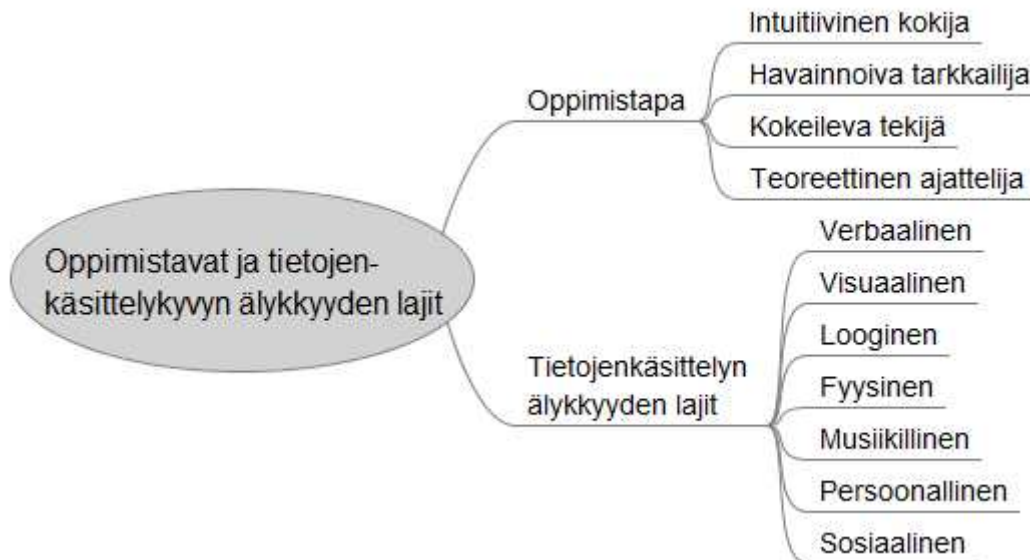 Oppimistavat ja tietojen-
käsittelykyvyn älykkyyden lajit
Oppimistapa
Intuitiivinen kokija
Havainnoiva tarkkailija
Kokeileva tekijä
Teoreettinen ajattelija
Tietojenkäsittelyn
älykkyyden lajit
Verbaalinen
Visuaalinen
Looginen
Fyysinen
Musiikillinen
Persoonallinen
Sosiaalinen